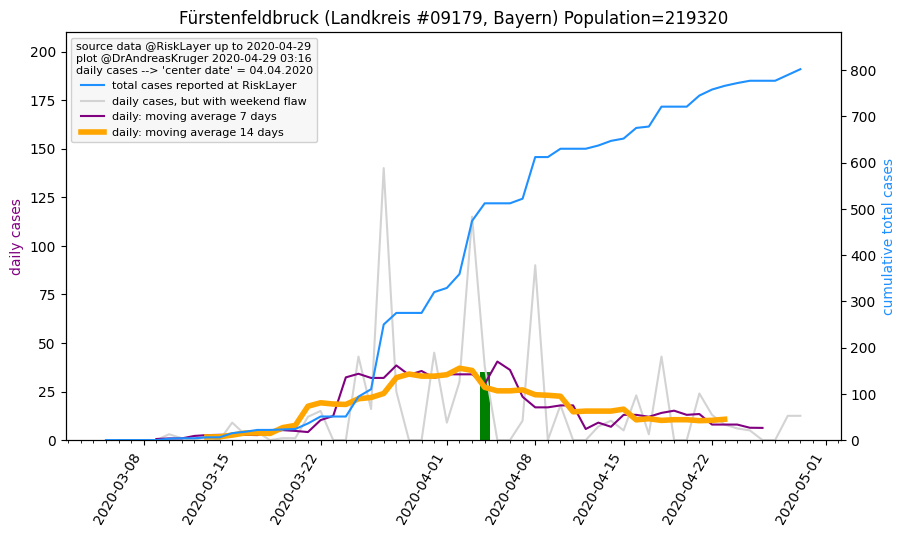 Fürstenfeldbruck (Landkreis #09179, Bayern) Population=219320
source data @RiskLayer up to 2020-04-29
plot @DrAndreasKruger 2020-04-29 03:16
daily cases --> 'center date' = 04.04.2020
total cases reported at RiskLayer
daily cases, but with weekend flaw
daily: moving average 7 days
daily: moving average 14 days
daily cases
200
175
150
125
100
75
50
25
0
cumulative total cases
800
700
600
500
400
300
200
100
0
2020-03-08
2020-03-15
2020-03-22
2020-04-01
2020-04-08
2020-04-15
2020-04-22
2020-05-01